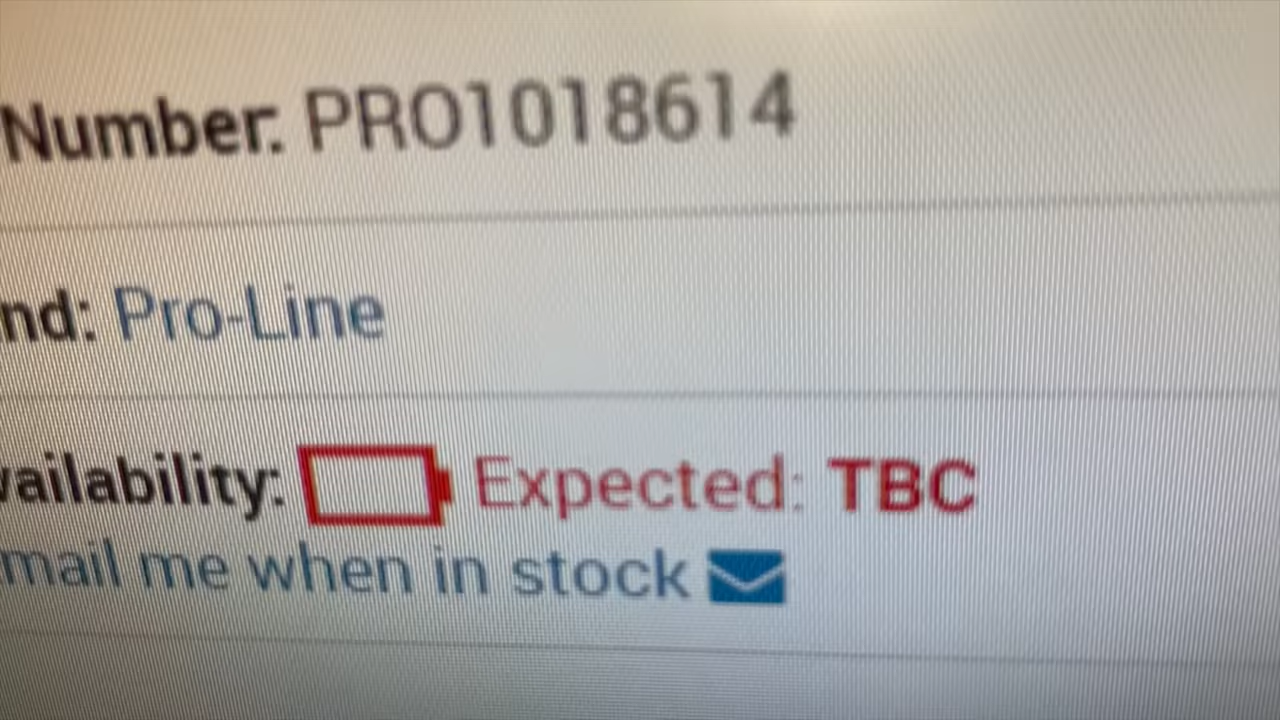 Number: PRO1018614
nd: Pro-Line
vailability: Expected: TBC
mail me when in stock